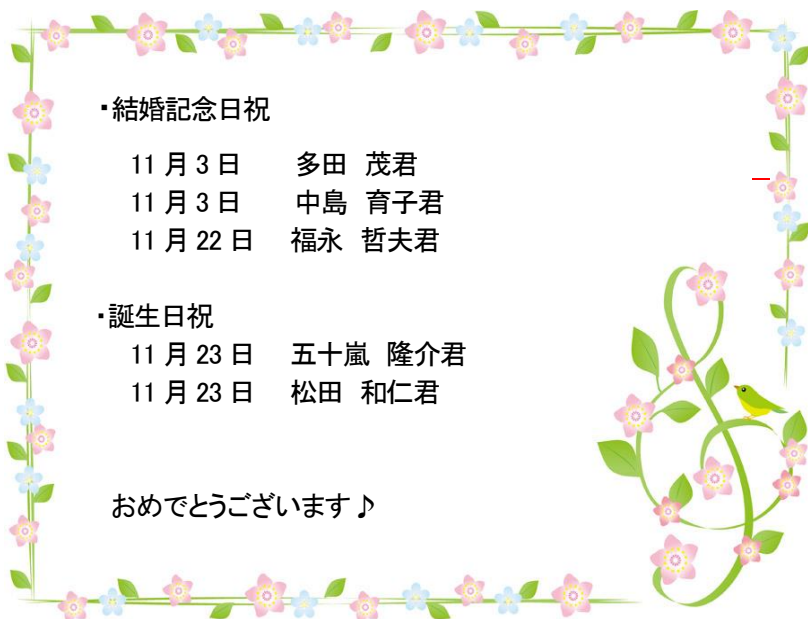 ・結婚記念日祝
11 月 3 日 多田 茂君
11 月 3 日 中島 育子君
11 月 22 日 福永 哲夫君
・誕生日祝
11 月 23 日 五十嵐 隆介君
11 月 23 日 松田 和仁君
おめでとうございます♪